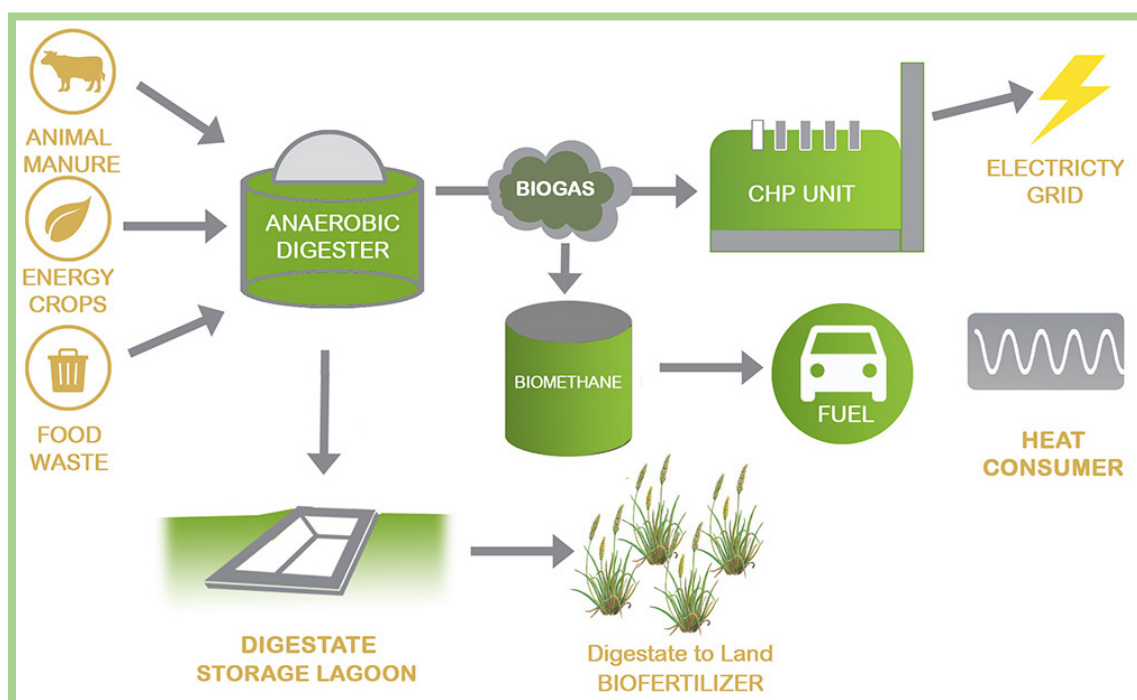 ANIMAL
MANURE
ENERGY
CROPS
FOOD
WASTE
ANAEROBIC
DIGESTER
BIOGAS
CHP UNIT
ELECTRICTY
GRID
BIOMETHANE
FUEL
HEAT
CONSUMER
DIGESTATE
STORAGE LAGOON
Digestate to Land
BIOFERTILIZER